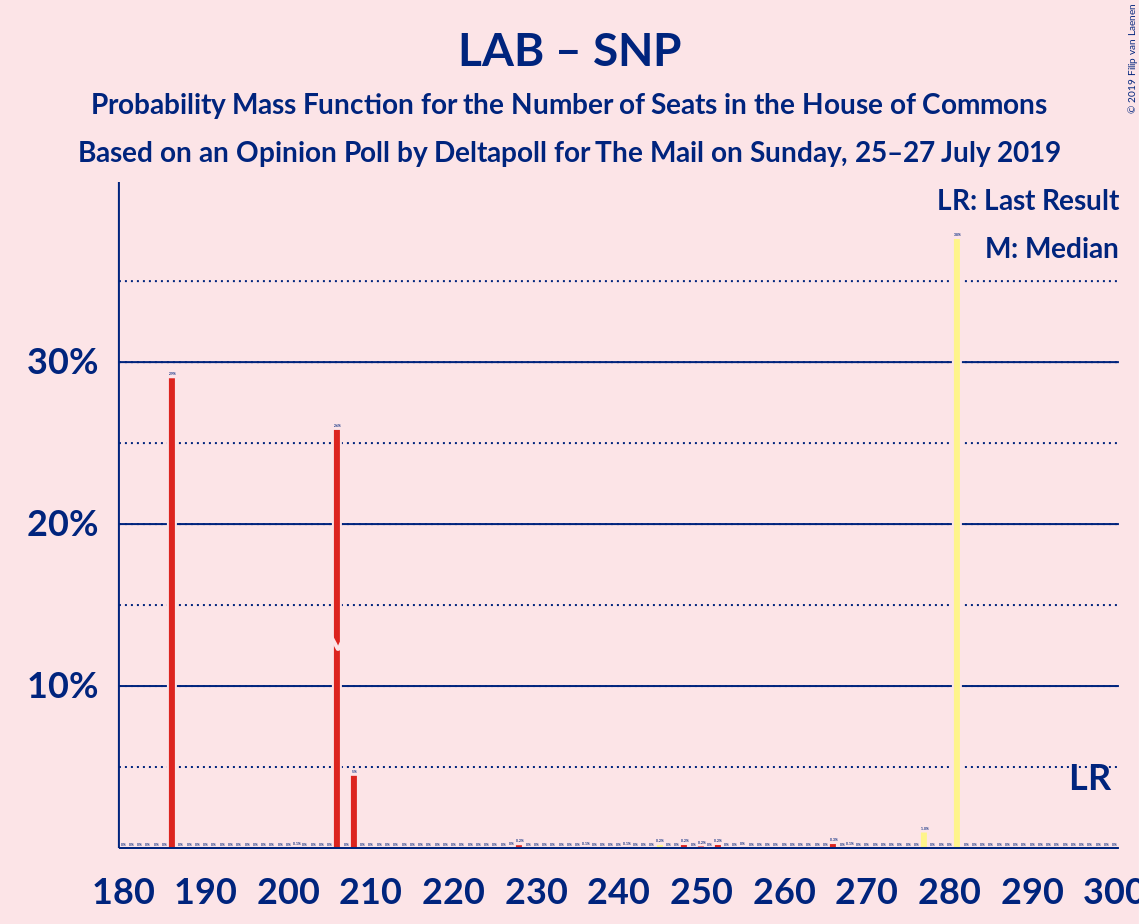 LAB – SNP
Probability Mass Function for the Number of Seats in the House of Commons
Based on an Opinion Poll by Deltapoll for The Mail on Sunday, 25–27 July 2019
© 2019 Filip van Laenen
LR: Last Result
M: Median
30%
20%
10%
M
LR
180 190 200 210 220 230 240 250 260 270 280 290 300